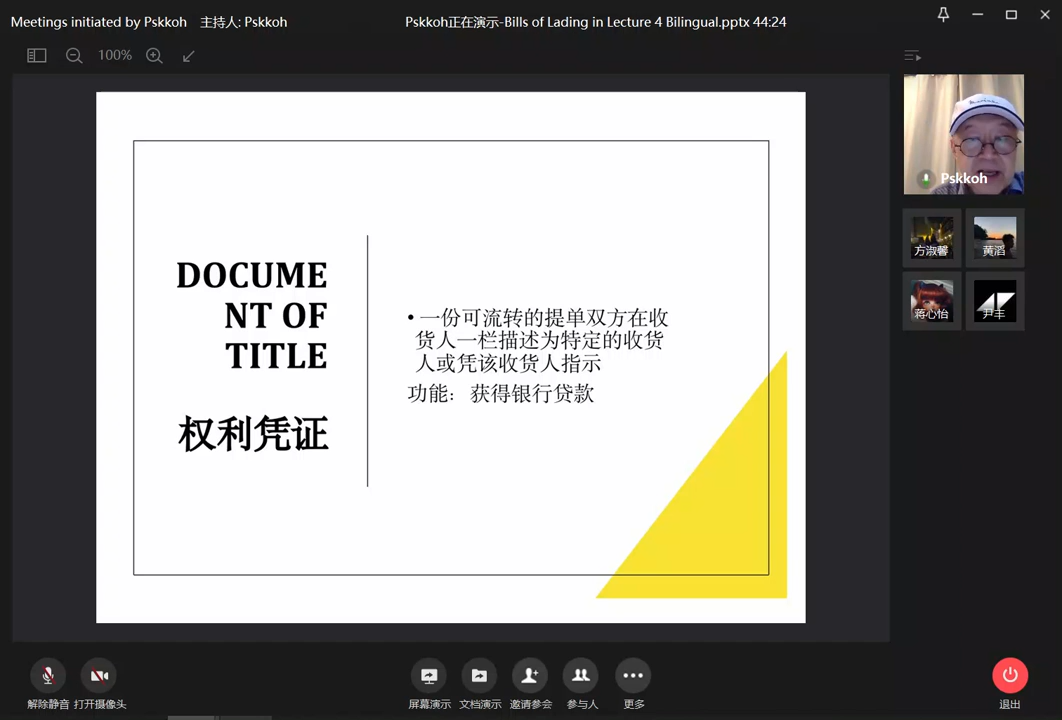 Meetings initiated by Pskkoh 主持人: Pskkoh
Pskkoh正在演示-Bills of Lading in Lecture 4 Bilingual.pptx 44:24
100%
DOCUME
NT OF
TITLE
权利凭证
• 一份可流转的提单双方在收
货人一栏描述为特定的收货
人或凭该收货人指示
功能： 获得银行贷款
Pskkoh
方淑馨
黄滔
蒋心怡
尹丰
解除静音
打开摄像头
屏幕演示
文档演示
邀请参会
参与人
更多
退出